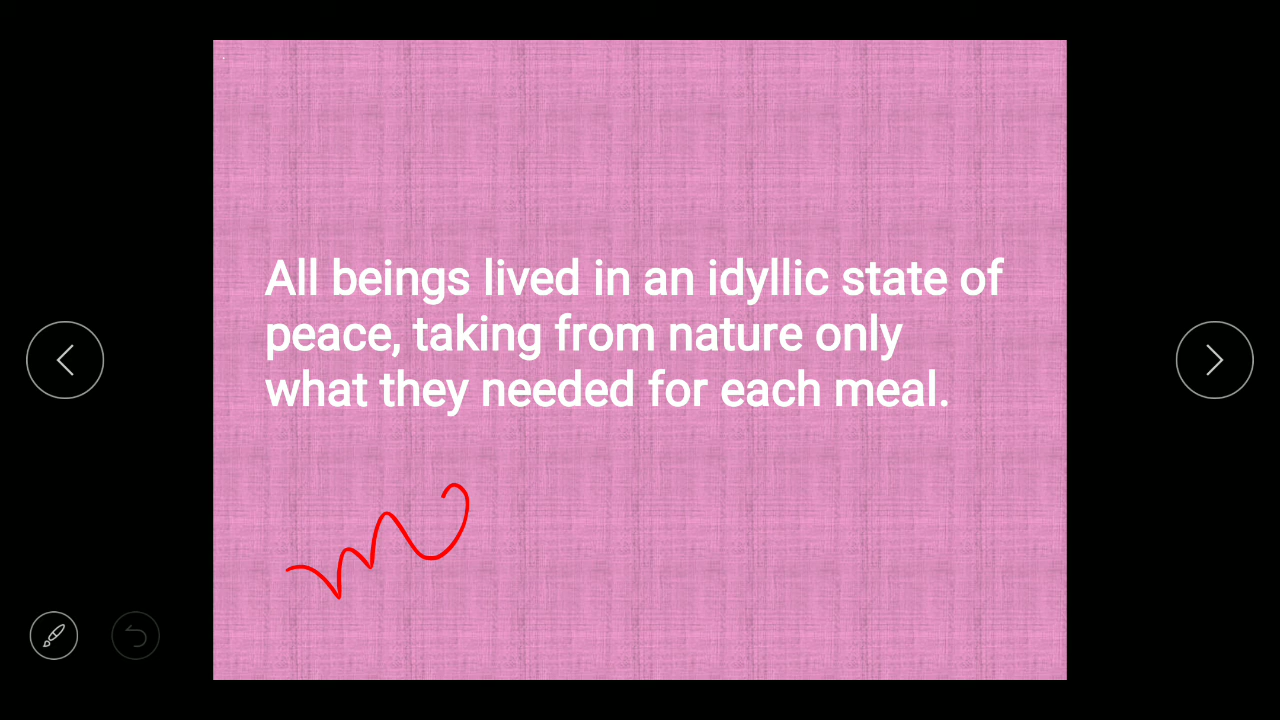 All beings lived in an idyllic state of
peace, taking from nature only
what they needed for each meal.